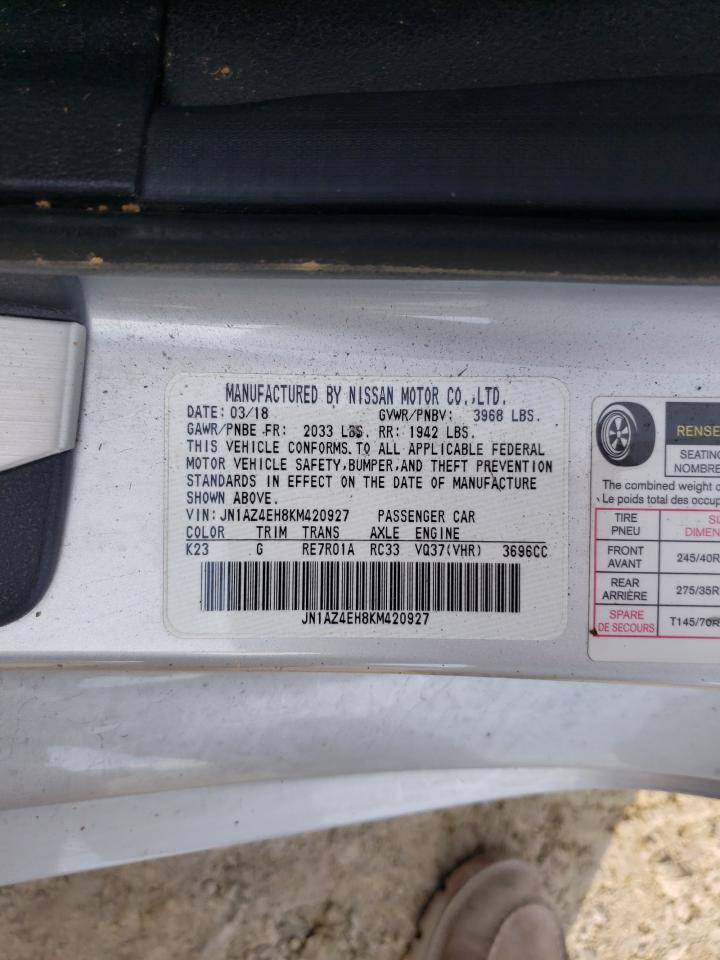 MANUFACTURED BY NISSAN MOTOR CO.,LTD.
DATE: 03/18 GVWR/PNBV: 3968 LBS.
GAWR/PNBE FR: 2033 LBS. RR: 1942 LBS.
THIS VEHICLE CONFORMS TO ALL APPLICABLE FEDERAL
MOTOR VEHICLE SAFETY,BUMPER,AND THEFT PREVENTION
STANDARDS IN EFFECT ON THE DATE OF MANUFACTURE
SHOWN ABOVE.
VIN: JN1AZ4EH8KM420927 PASSENGER CAR
COLOR TRIM TRANS AXLE ENGINE
K23 G RE7R01A RC33 VQ37(VHR) 3696CC
JN1AZ4EH8KM420927
RENSE
SEATING
NOMBRE
The combined weight
Le poids total des occup
TIRE
PNEU
DIMEN
FRONT
AVANT
245/40R
REAR
ARRIÈRE
275/35R
SPARE
DE SECOURS
T145/70R